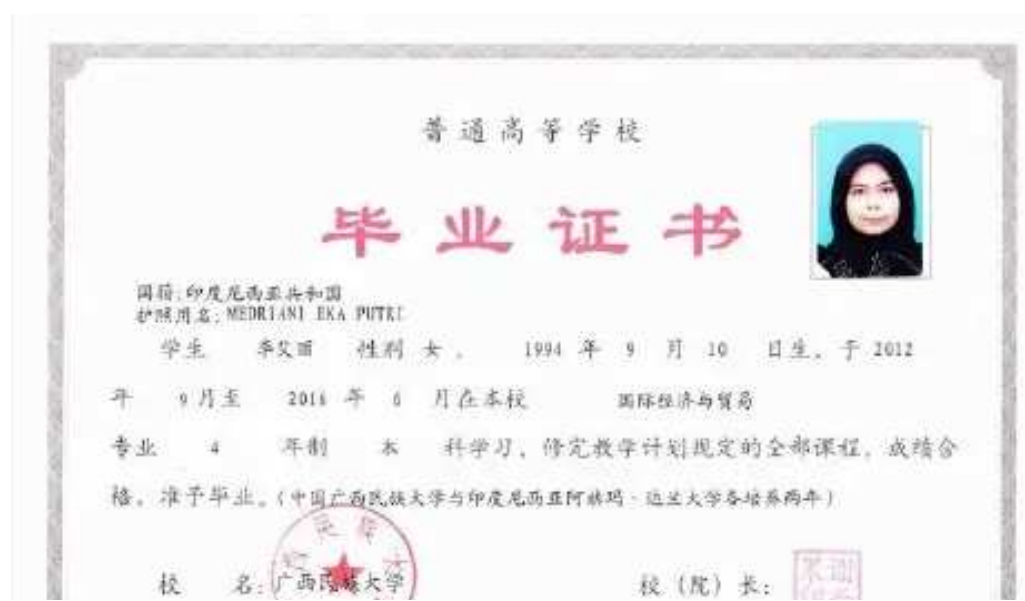 普通高等学校
毕业证书
国籍:印度尼西亚共和国
护照用名: MEDRIANI EKA PUTRI
学生 李艾丽 性别 女 , 1994 年 9 月 10 日生, 于 2012
年 9 月至 2016 年 6 月在本校 国际经济与贸易
专业 4 年制 本 科学习, 修完教学计划规定的全部课程, 成绩合
格, 准予毕业。(中国广西民族大学与印度尼西亚阿赫玛·达兰大学各培养两年)
校 名: 广西民族大学 校 (院) 长: